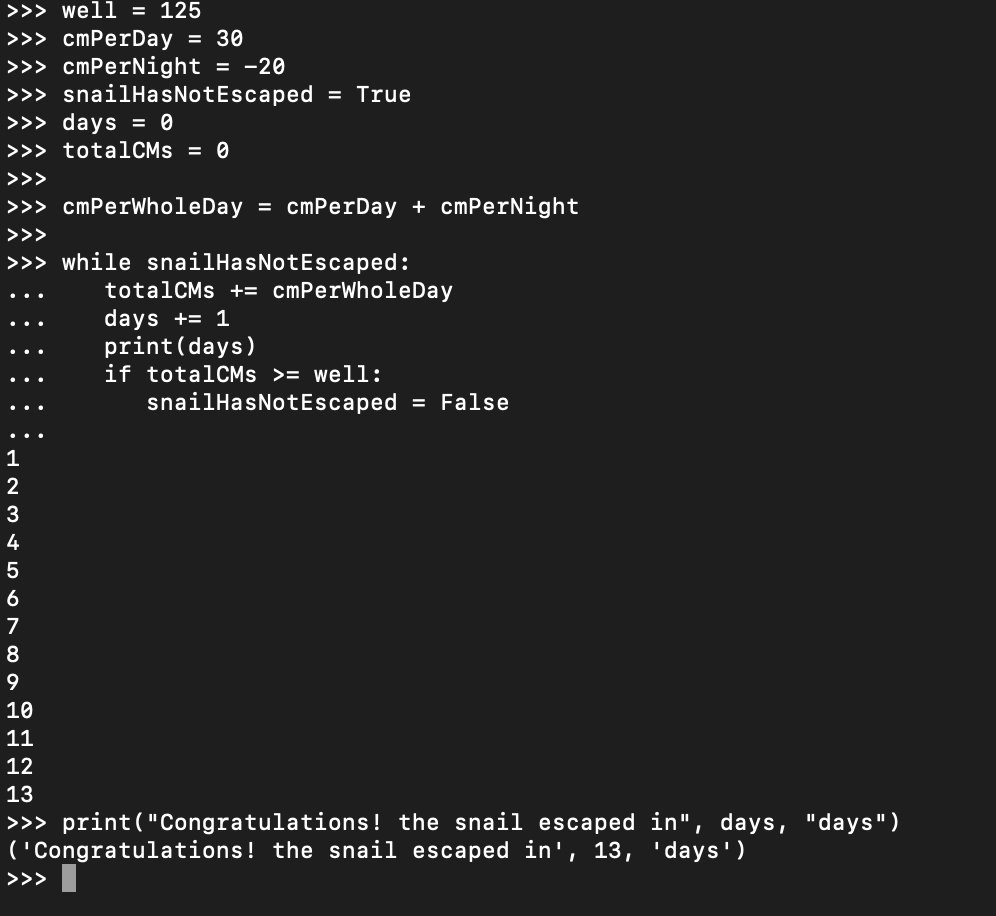 >>> well = 125
>>> cmPerDay = 30
>>> cmPerNight = -20
>>> snailHasNotEscaped = True
>>> days = 0
>>> totalCMs = 0
>>>
>>> cmPerWholeDay = cmPerDay + cmPerNight
>>>
>>> while snailHasNotEscaped:
...    totalCMs += cmPerWholeDay
...    days += 1
...    print(days)
...    if totalCMs >= well:
...       snailHasNotEscaped = False
...
1
2
3
4
5
6
7
8
9
10
11
12
13
>>> print("Congratulations! the snail escaped in", days, "days")
('Congratulations! the snail escaped in', 13, 'days')
>>>